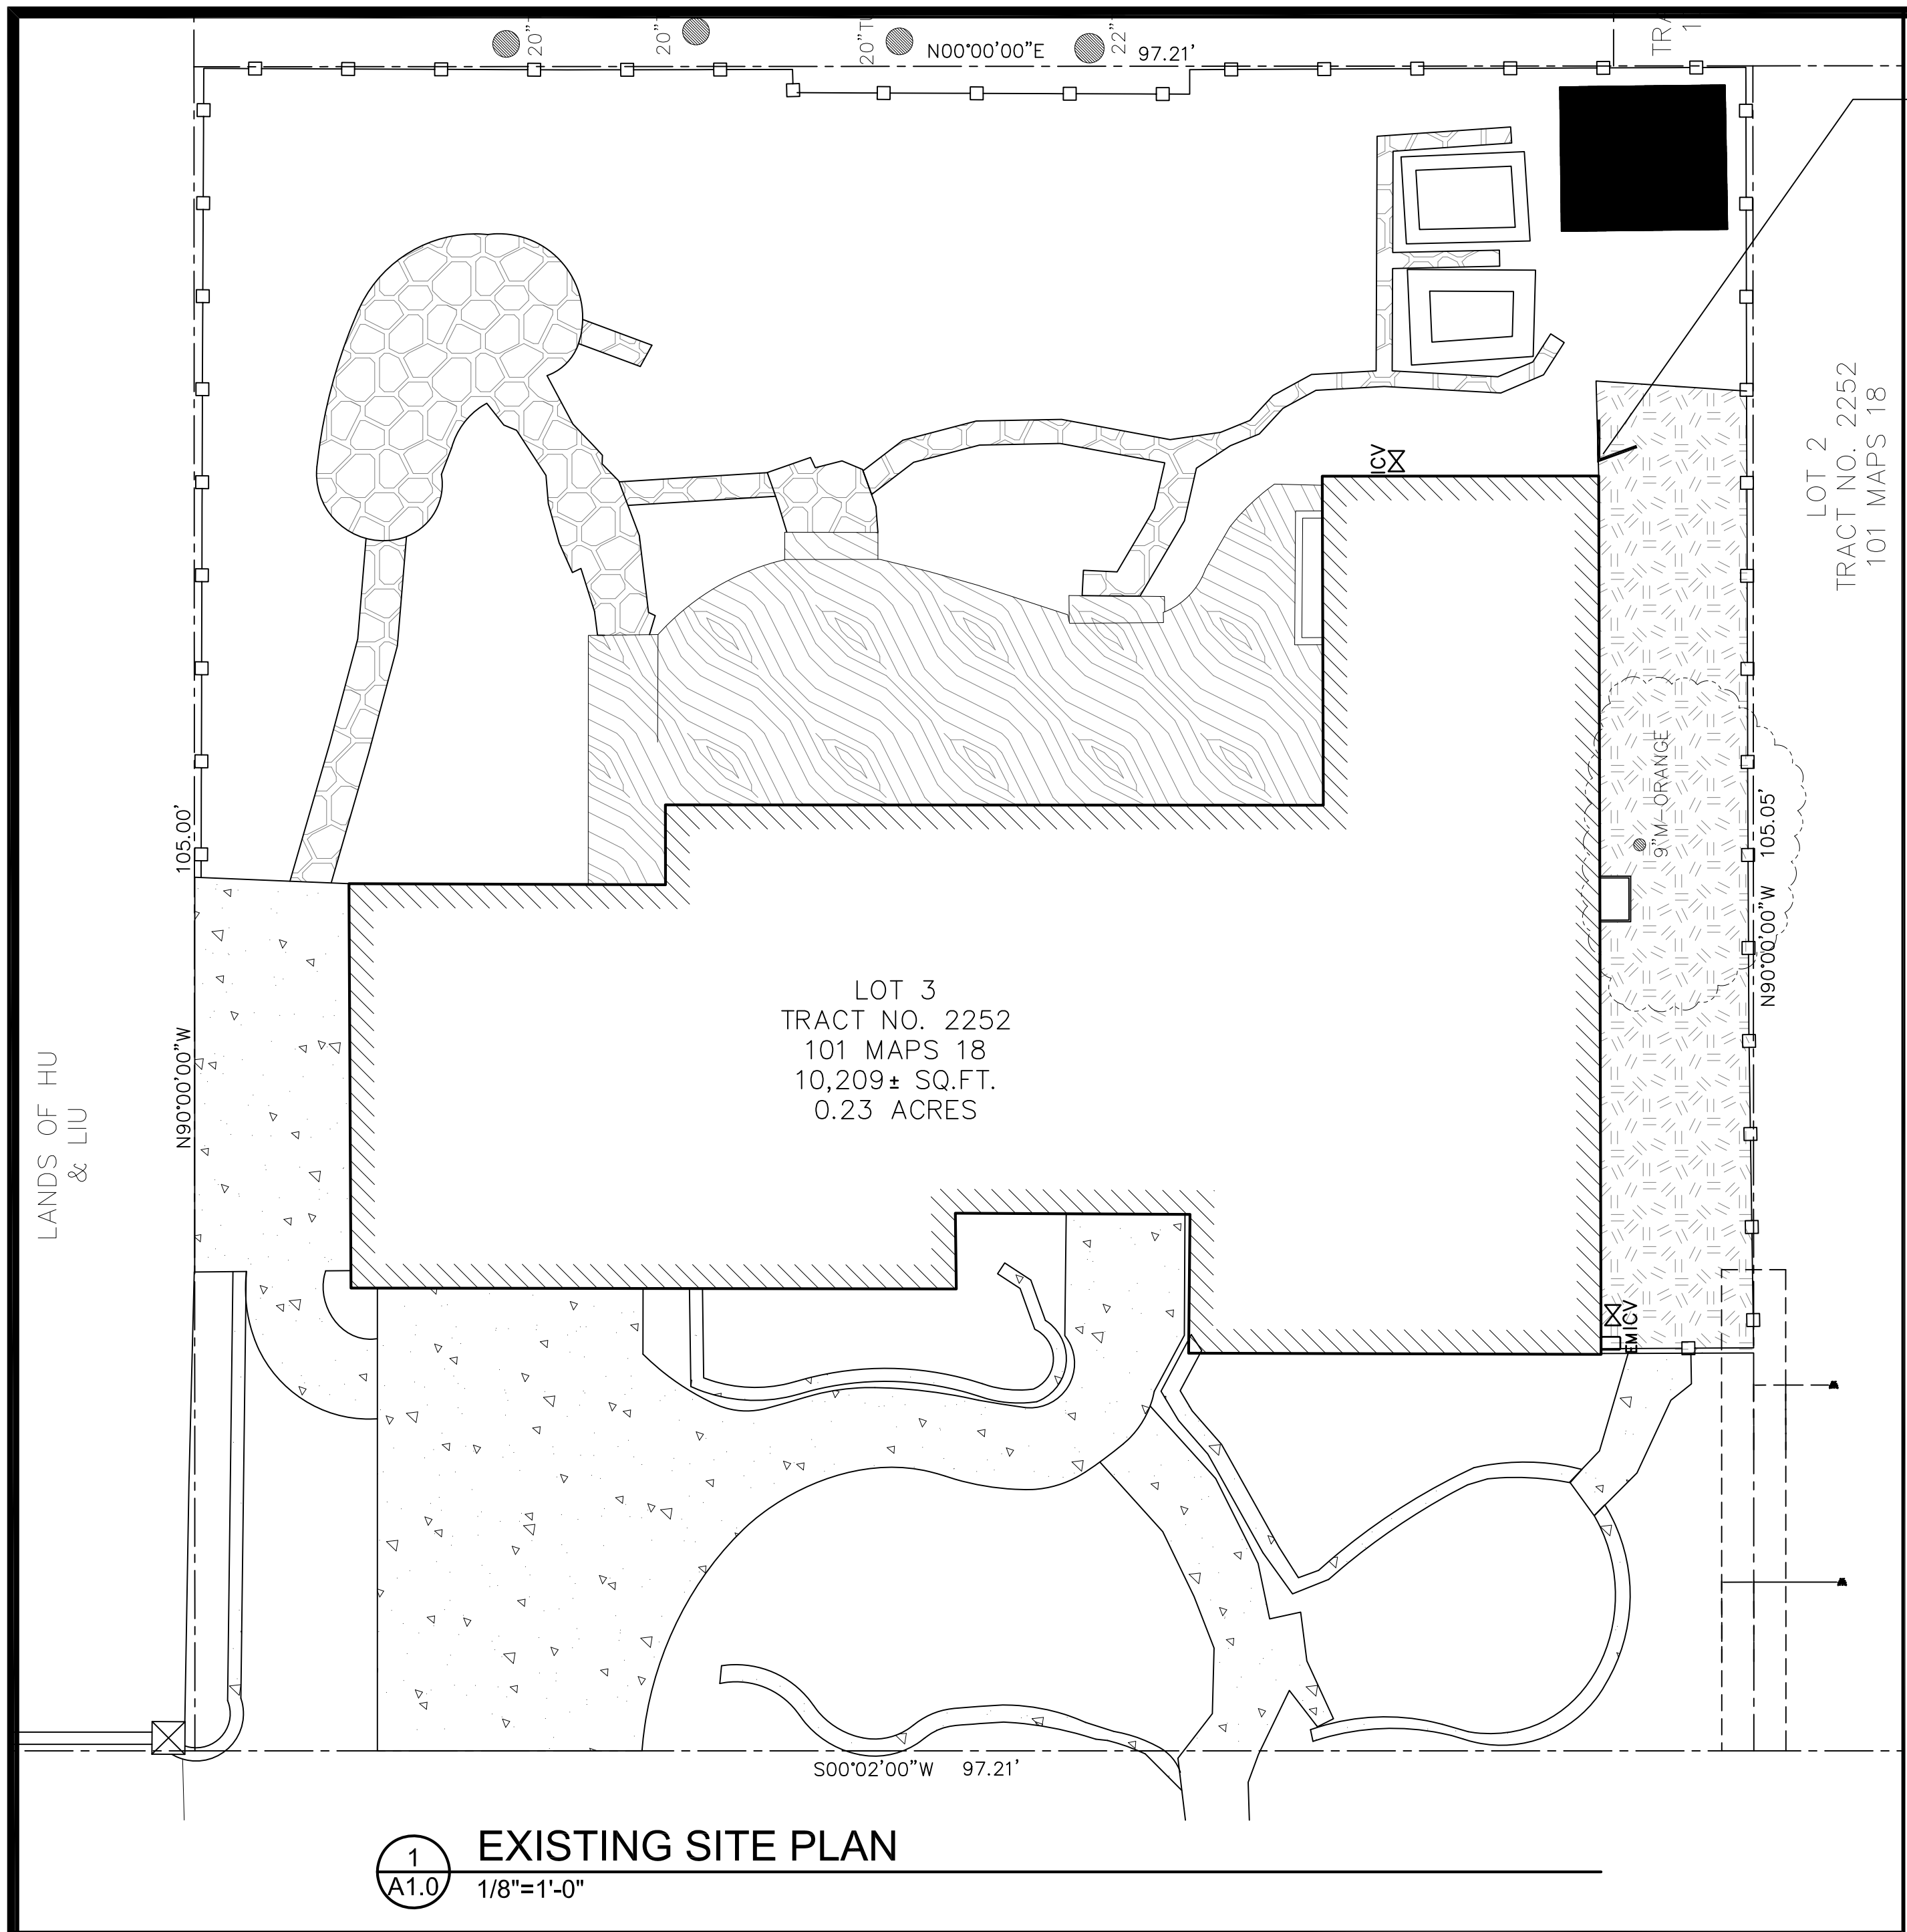 20"
20"
20"T
22"
N00°00'00"E
97.21'
TRA
1
ICV
LOT 2
TRACT NO. 2252
101 MAPS 18
9"M-ORANGE
105.00'
N90°00'00"W
N90°00'00"W 105.05'
LANDS OF HU
& LIU
LOT 3
TRACT NO. 2252
101 MAPS 18
10,209± SQ.FT.
0.23 ACRES
ICV
EM
S00°02'00"W 97.21'
1
A1.0
EXISTING SITE PLAN
1/8"=1'-0"